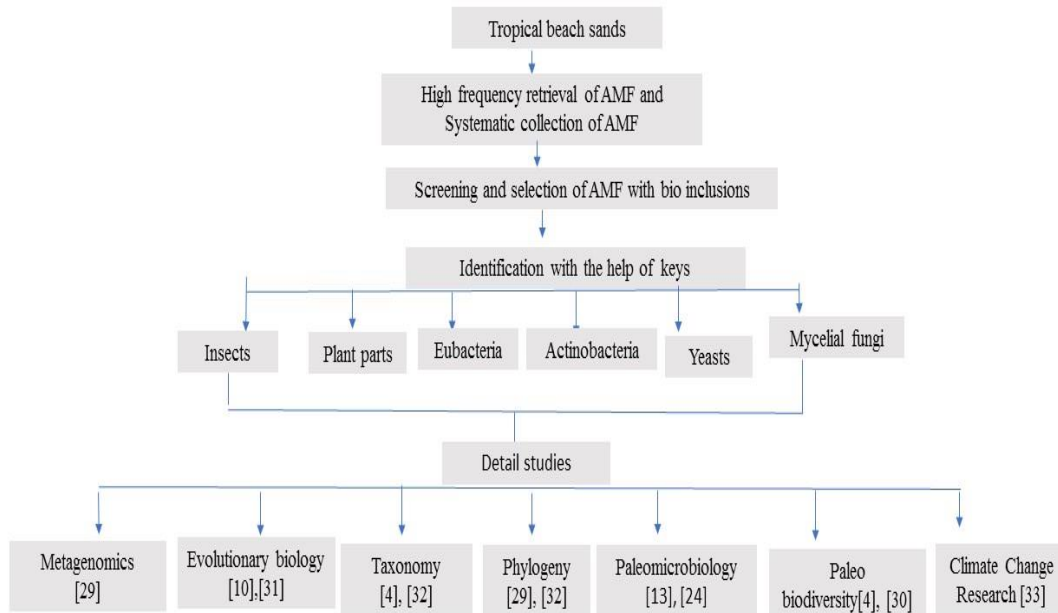 Tropical beach sands
High frequency retrieval of AMF and
Systematic collection of AMF
Screening and selection of AMF with bio inclusions
Identification with the help of keys
Insects
Plant parts
Eubacteria
Actinobacteria
Yeasts
Mycelial fungi
Detail studies
Metagenomics
[29]
Evolutionary biology
[10],[31]
Taxonomy
[4], [32]
Phylogeny
[29], [32]
Paleomicrobiology
[13], [24]
Paleo
biodiversity[4], [30]
Climate Change
Research [33]